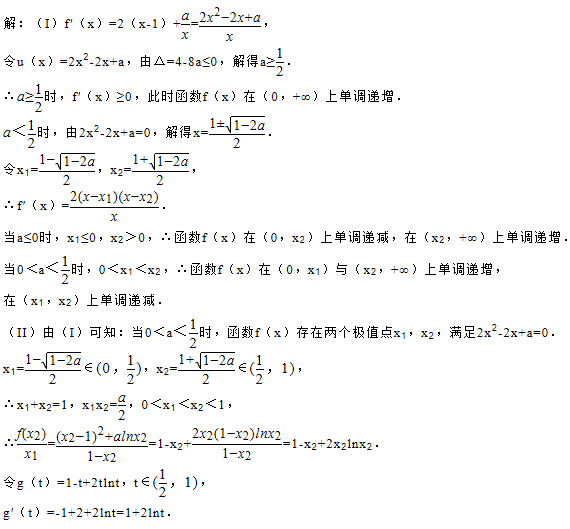 解：（I）f′（x）=2（x-1）+a/x=(2x²-2x+a)/x，
令u（x）=2x²-2x+a，由△=4-8a≤0，解得a≥1/2．
∴a≥1/2时，f′（x）≥0，此时函数f（x）在（0，+∞）上单调递增．
a＜1/2时，由2x²-2x+a=0，解得x=(1±√(1-2a))/2．
令x₁=(1-√(1-2a))/2，x₂=(1+√(1-2a))/2，
∴f′（x）=2(x-x₁)(x-x₂)/x．
当a≤0时，x₁≤0，x₂＞0，∴函数f（x）在（0，x₂）上单调递减，在（x₂，+∞）上单调递增．
当0＜a＜1/2时，0＜x₁＜x₂，∴函数f（x）在（0，x₁）与（x₂，+∞）上单调递增，
在（x₁，x₂）上单调递减．
（II）由（I）可知：当0＜a＜1/2时，函数f（x）存在两个极值点x₁，x₂，满足2x²-2x+a=0．
x₁=(1-√(1-2a))/2∈(0，1/2)，x₂=(1+√(1-2a))/2∈(1/2，1)，
∴x₁+x₂=1，x₁x₂=a/2，0＜x₁＜x₂＜1，
∴f(x₂)/x₁=((x₂-1)²+alnx₂)/(1-x₂)=1-x₂+2x₂(1-x₂)lnx₂/(1-x₂)=1-x₂+2x₂lnx₂．
令g（t）=1-t+2tlnt，t∈(1/2，1)，
g′（t）=-1+2+2lnt=1+2lnt．